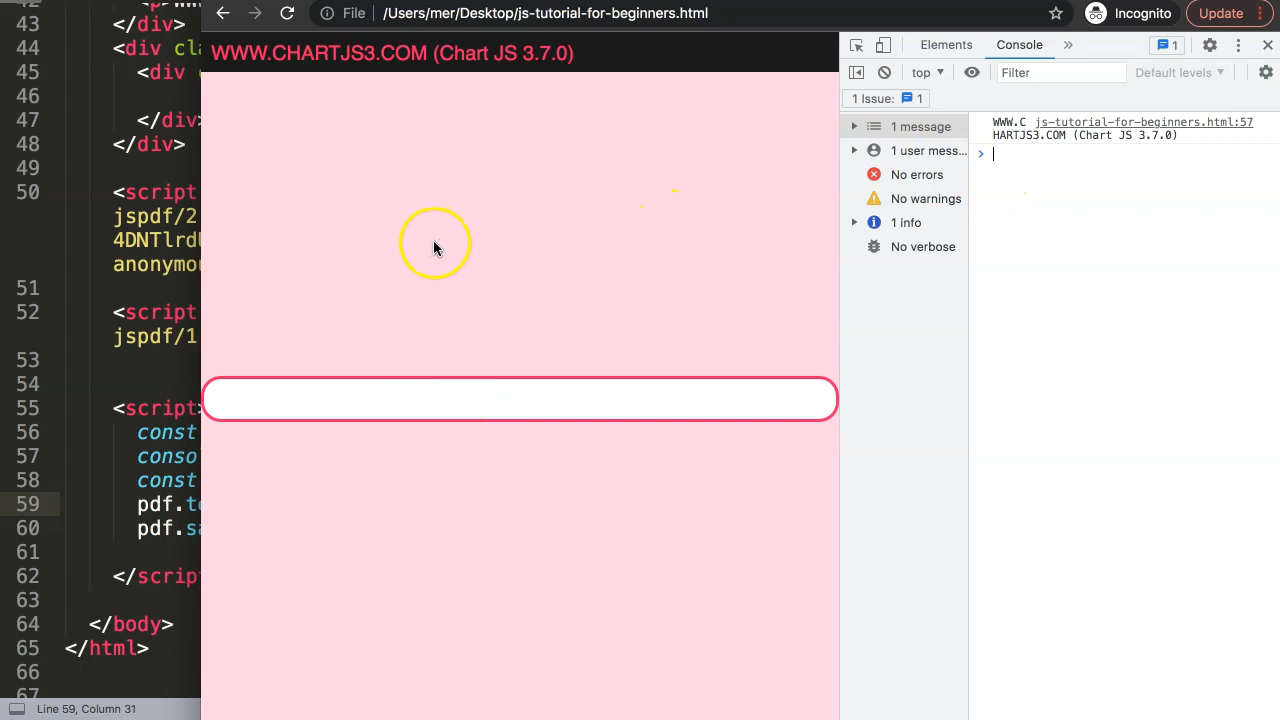 42
43 </div>
44 <div cla
45 <div
46
47 </div>
48 </div>
49
50 <script
jspdf/2
4DNTlrd
anonymou
51
52 <script
jspdf/1
53
54
55 <script>
56 const
57 conso
58 const
59 pdf.te
60 pdf.sa
61
62 </script
63
64 </body>
65 </html>
66
67
Line 59, Column 31
File /Users/mer/Desktop/js-tutorial-for-beginners.html
Incognito
Update
WWW.CHARTJS3.COM (Chart JS 3.7.0)
Elements Console » 1
top ▼ Filter Default levels ▼
1 Issue: 1
1 message
1 user mess...
No errors
No warnings
1 info
No verbose
WWW.C js-tutorial-for-beginners.html:57
HARTJS3.COM (Chart JS 3.7.0)
>